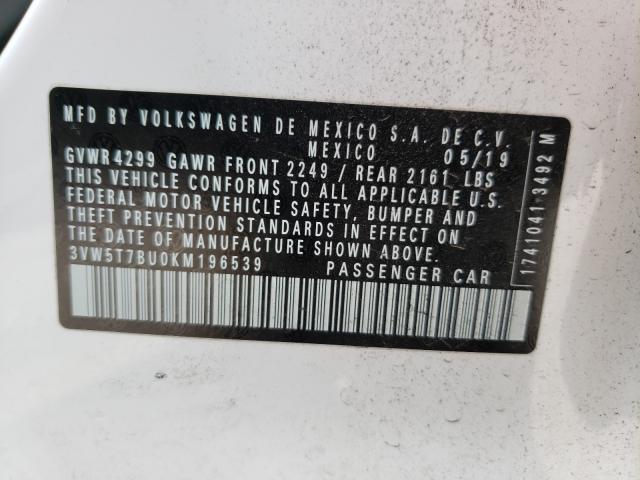 MFD BY VOLKSWAGEN DE MEXICO S.A. DE C.V.
MEXICO 05/19
GVWR4299 GAWR FRONT 2249 / REAR 2161 LBS
THIS VEHICLE CONFORMS TO ALL APPLICABLE U.S.
FEDERAL MOTOR VEHICLE SAFETY, BUMPER AND
THEFT PREVENTION STANDARDS IN EFFECT ON
THE DATE OF MANUFACTURE SHOWN ABOVE.
3VW5T7BU0KM196539 PASSENGER CAR
1741041 3492 M